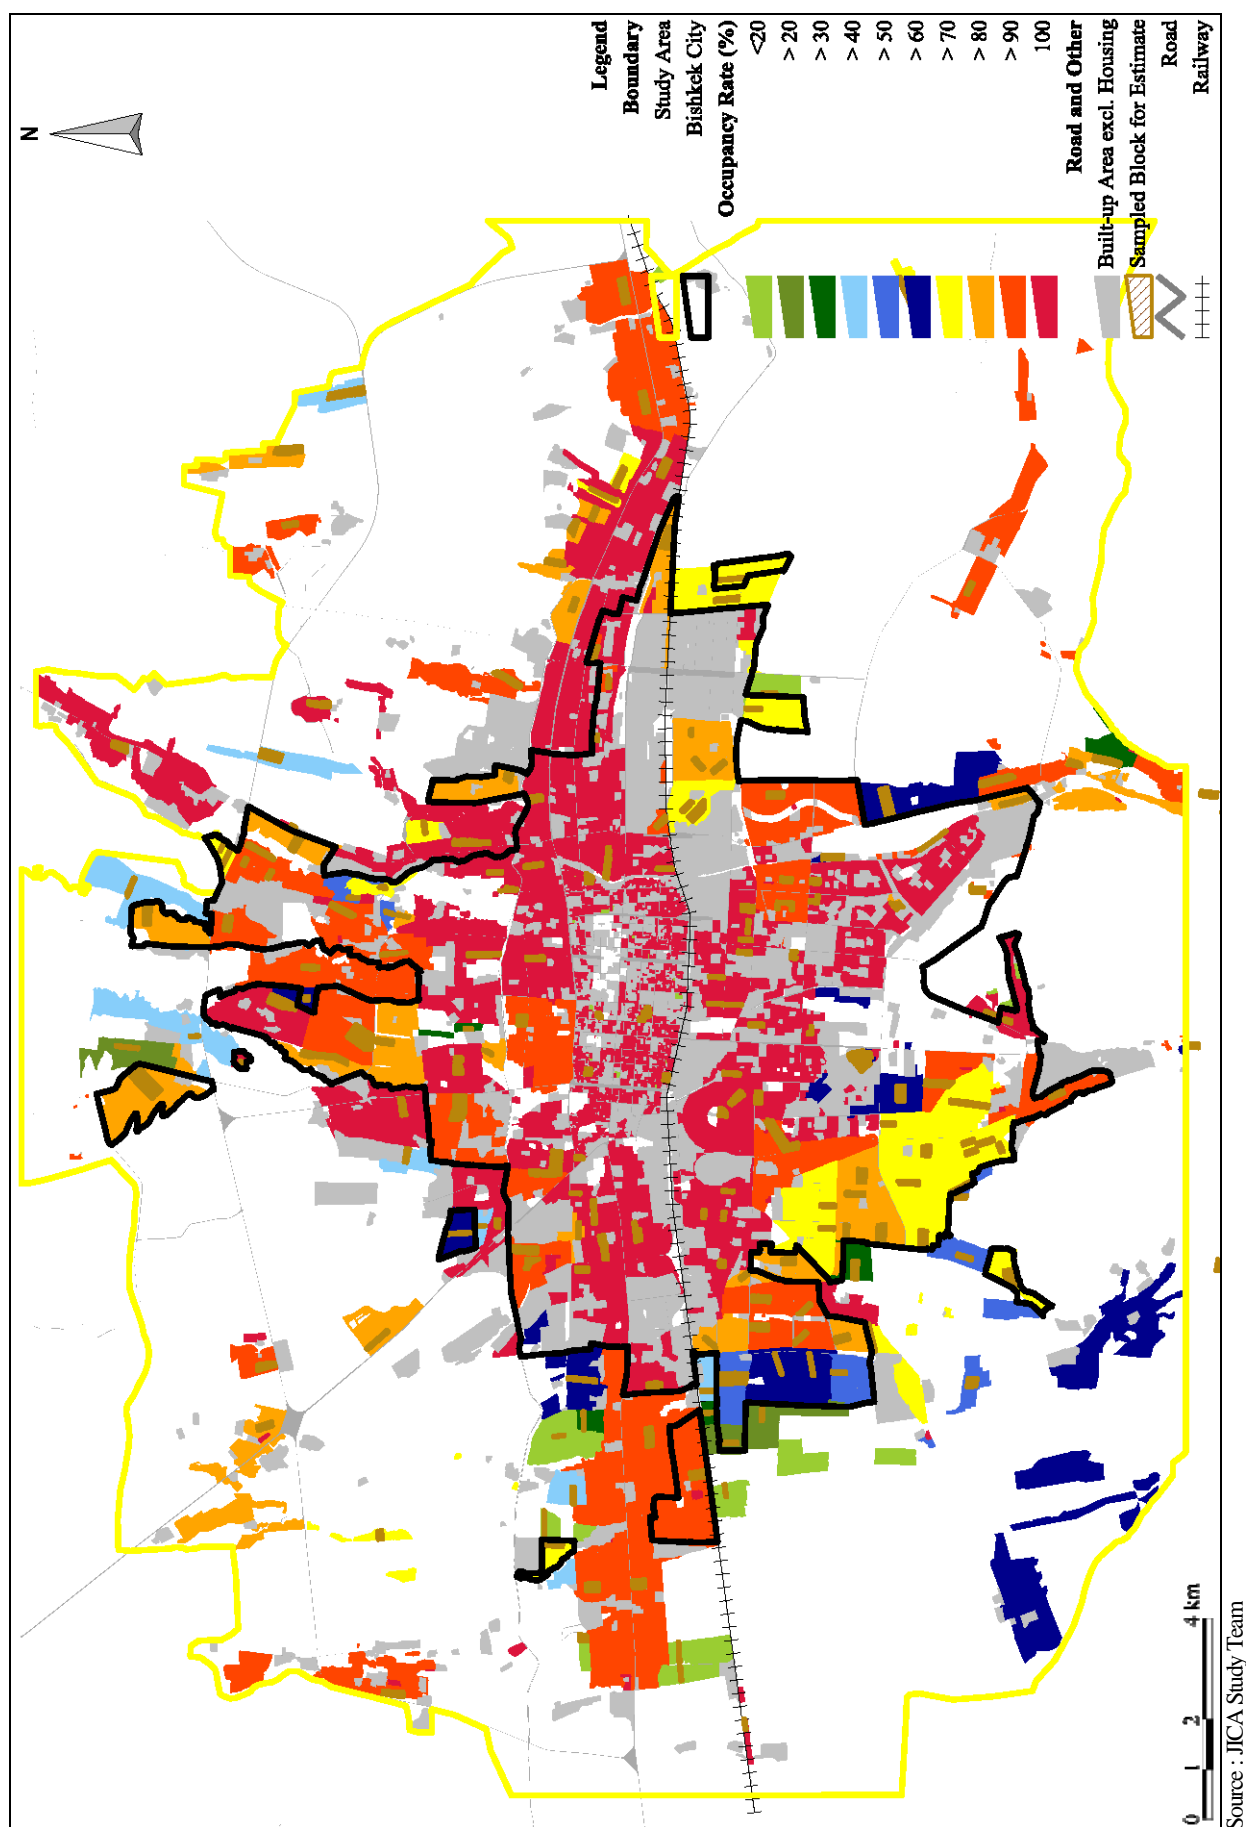 N
Legend
Boundary
Study Area
Bishkek City
Occupancy Rate (%)
<20
> 20
> 30
> 40
> 50
> 60
> 70
> 80
> 90
100
Road and Other
Built-up Area excl. Housing
Sampled Block for Estimate
Road
Railway
0 1 2 4 km
Source : JICA Study Team